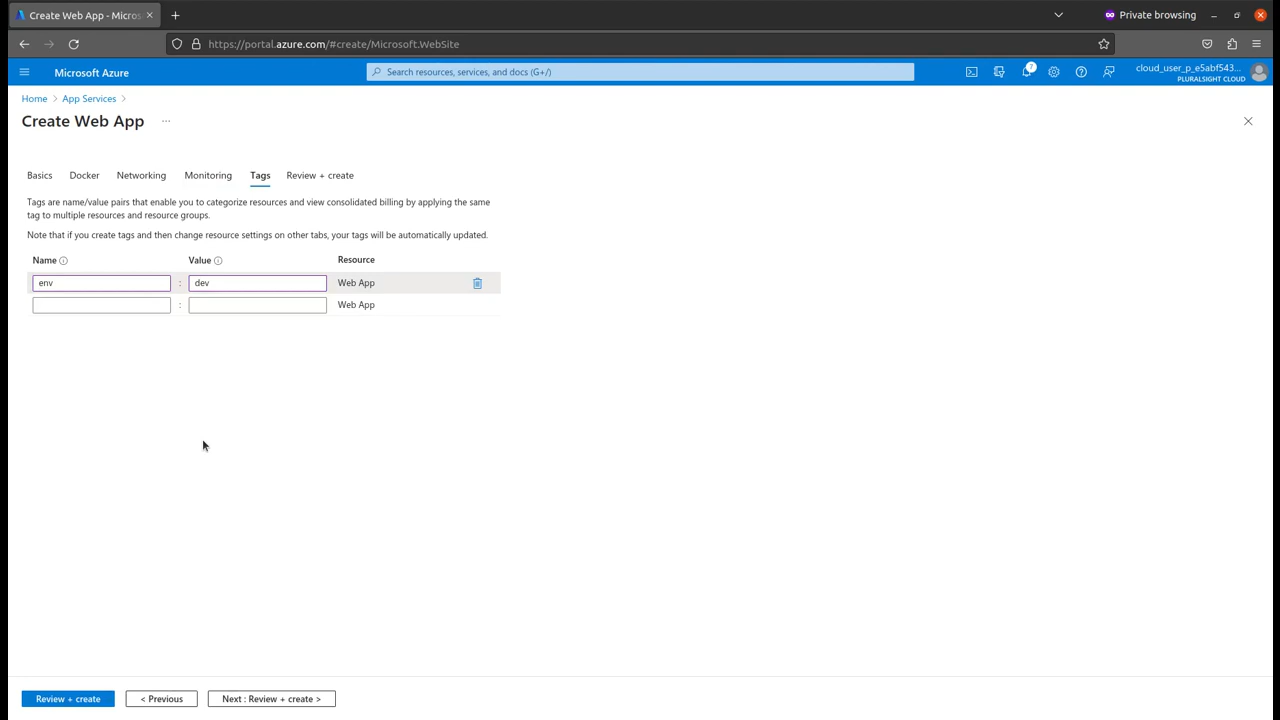 Create Web App - Micros
Private browsing
https://portal.azure.com/#create/Microsoft.WebSite
Microsoft Azure
Search resources, services, and docs (G+/)
7
cloud_user_p_e5abf543...
PLURALSIGHT CLOUD
Home > App Services >
Create Web App ...
Basics Docker Networking Monitoring Tags Review + create
Tags are name/value pairs that enable you to categorize resources and view consolidated billing by applying the same
tag to multiple resources and resource groups.
Note that if you create tags and then change resource settings on other tabs, your tags will be automatically updated.
Name Value Resource
env : dev Web App
: Web App
Review + create < Previous Next : Review + create >